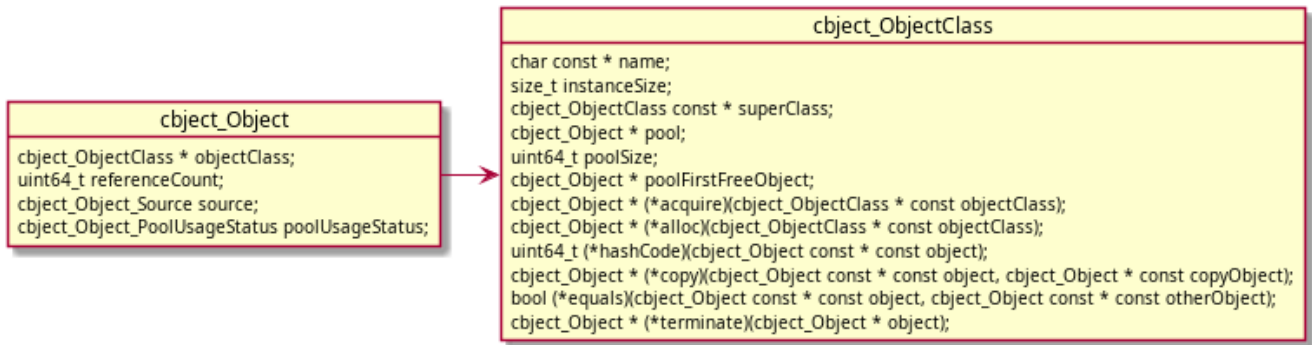 cbject_Object
cbject_ObjectClass * objectClass;
uint64_t referenceCount;
cbject_Object_Source source;
cbject_Object_PoolUsageStatus poolUsageStatus;
cbject_ObjectClass
char const * name;
size_t instanceSize;
cbject_ObjectClass const * superClass;
cbject_Object * pool;
uint64_t poolSize;
cbject_Object * poolFirstFreeObject;
cbject_Object * (*acquire)(cbject_ObjectClass * const objectClass);
cbject_Object * (*alloc)(cbject_ObjectClass * const objectClass);
uint64_t (*hashCode)(cbject_Object const * const object);
cbject_Object * (*copy)(cbject_Object const * const object, cbject_Object * const copyObject);
bool (*equals)(cbject_Object const * const object, cbject_Object const * const otherObject);
cbject_Object * (*terminate)(cbject_Object * object);